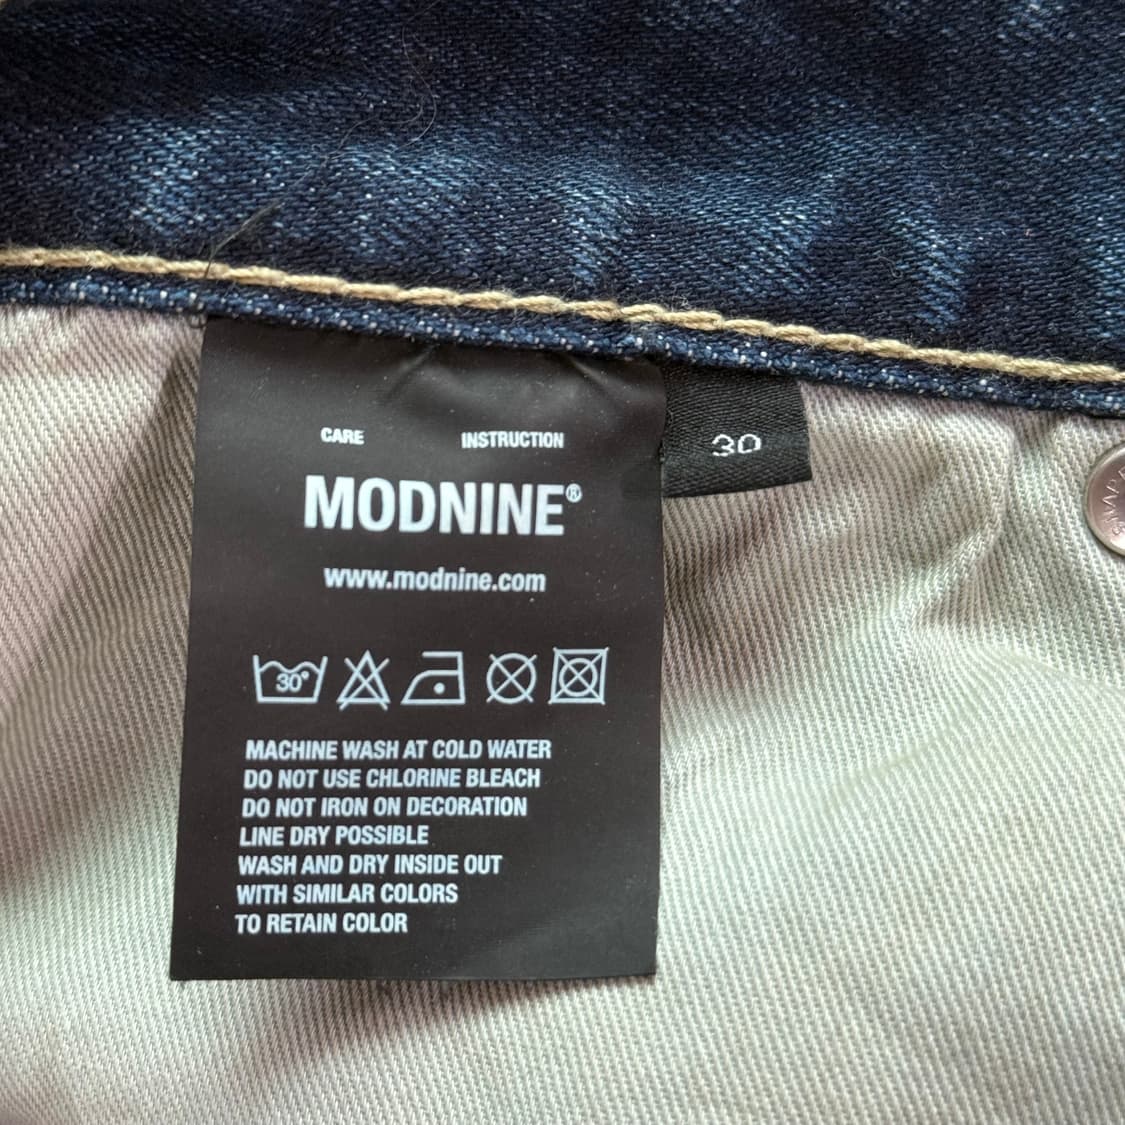 CARE INSTRUCTION
MODNINE®
30
www.modnine.com
30°
MACHINE WASH AT COLD WATER
DO NOT USE CHLORINE BLEACH
DO NOT IRON ON DECORATION
LINE DRY POSSIBLE
WASH AND DRY INSIDE OUT
WITH SIMILAR COLORS
TO RETAIN COLOR